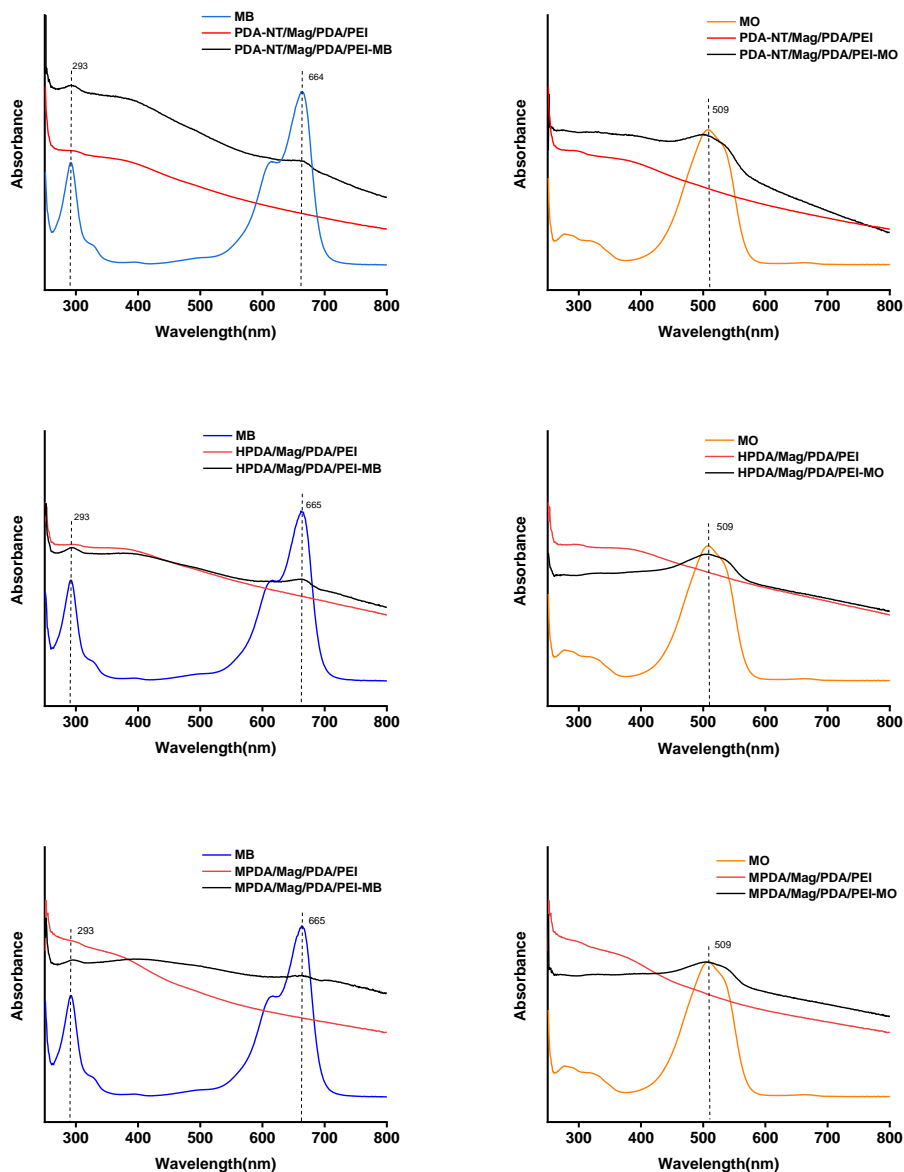 MB
PDA-NT/Mag/PDA/PEI
PDA-NT/Mag/PDA/PEI-MB
293
664
Absorbance
300 400 500 600 700 800
Wavelength(nm)
MO
PDA-NT/Mag/PDA/PEI
PDA-NT/Mag/PDA/PEI-MO
509
Absorbance
300 400 500 600 700 800
Wavelength(nm)
MB
HPDA/Mag/PDA/PEI
HPDA/Mag/PDA/PEI-MB
293
665
Absorbance
300 400 500 600 700 800
Wavelength(nm)
MO
HPDA/Mag/PDA/PEI
HPDA/Mag/PDA/PEI-MO
509
Absorbance
300 400 500 600 700 800
Wavelength(nm)
MB
MPDA/Mag/PDA/PEI
MPDA/Mag/PDA/PEI-MB
293
665
Absorbance
300 400 500 600 700 800
Wavelength(nm)
MO
MPDA/Mag/PDA/PEI
MPDA/Mag/PDA/PEI-MO
509
Absorbance
300 400 500 600 700 800
Wavelength(nm)